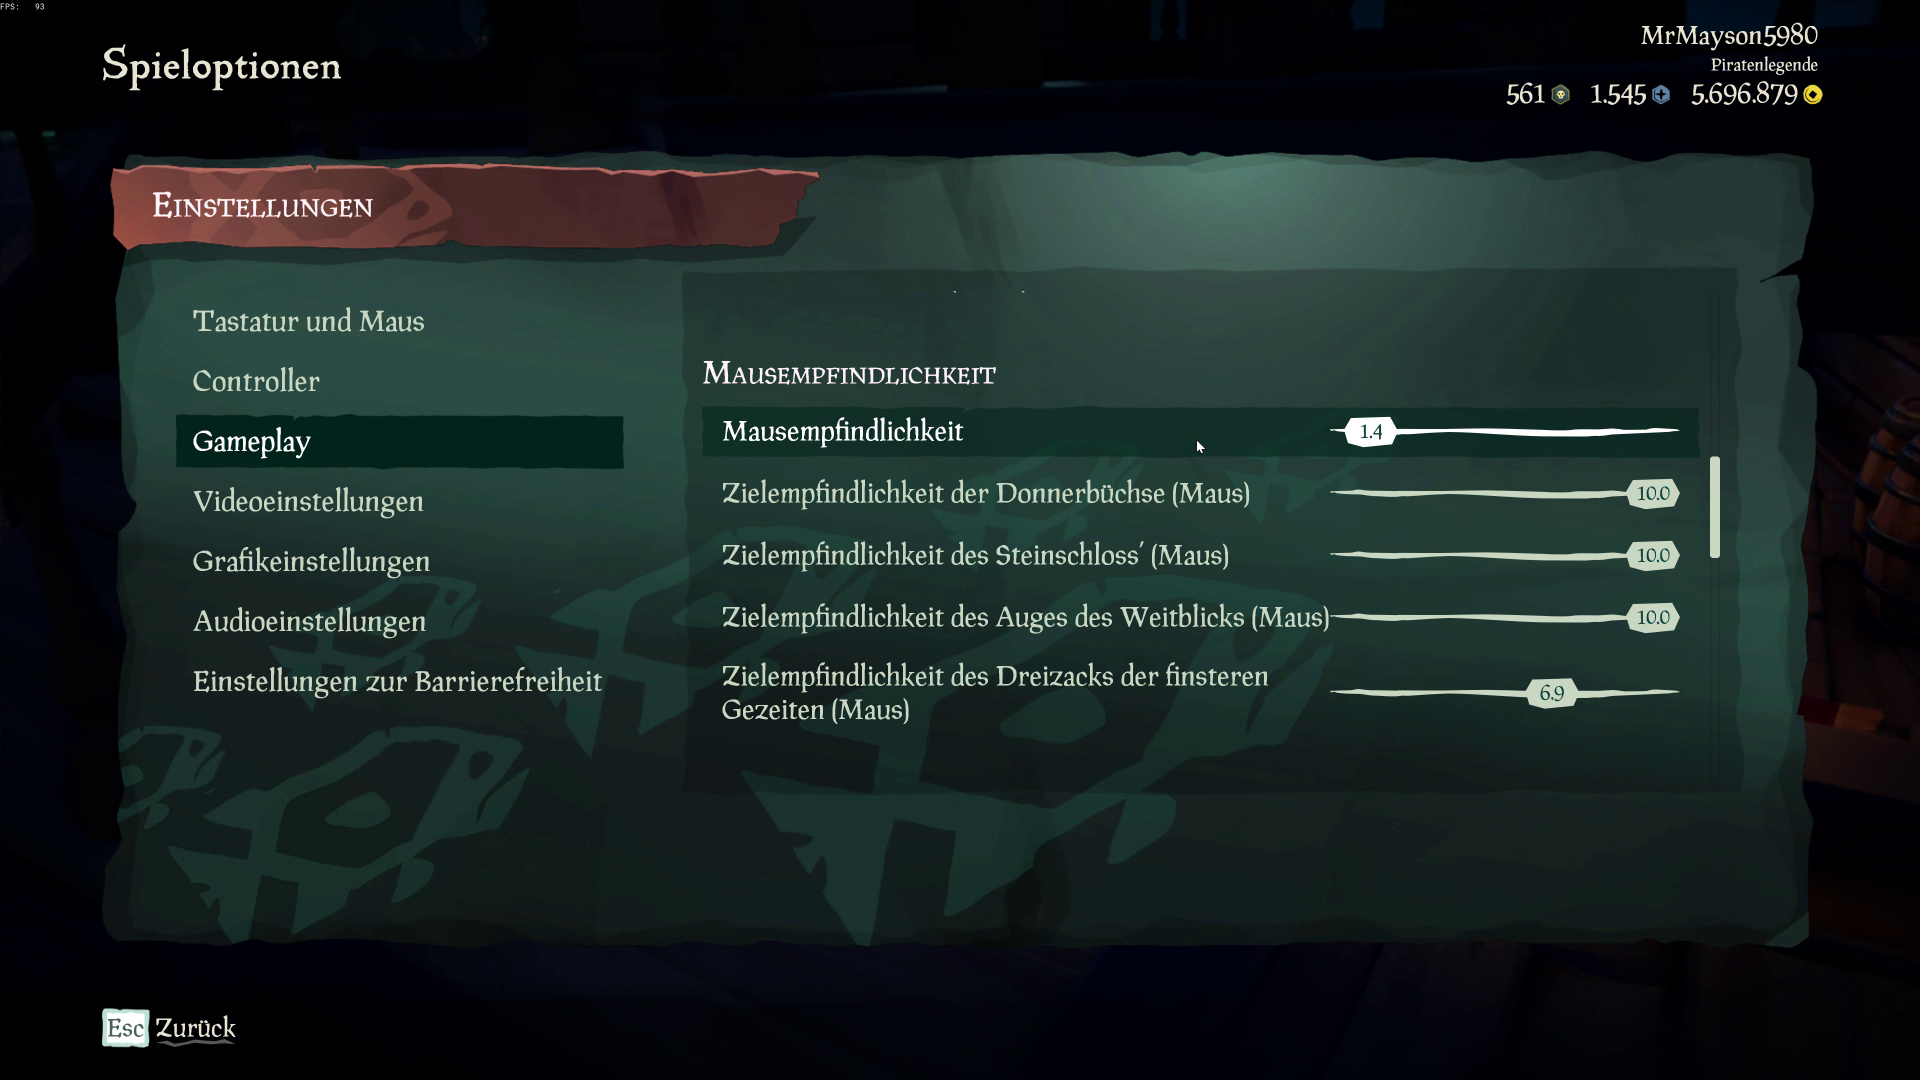 FPS: 93
Spieloptionen
MrMayson5980
Piratenlegende
561 1.545 5.696.879
Einstellungen
Tastatur und Maus
Controller
Gameplay
Videoeinstellungen
Grafikeinstellungen
Audioeinstellungen
Einstellungen zur Barrierefreiheit
Mausempfindlichkeit
Mausempfindlichkeit 1.4
Zielempfindlichkeit der Donnerbüchse (Maus) 10.0
Zielempfindlichkeit des Steinschloss´ (Maus) 10.0
Zielempfindlichkeit des Auges des Weitblicks (Maus) 10.0
Zielempfindlichkeit des Dreizacks der finsteren
Gezeiten (Maus) 6.9
Esc Zurück